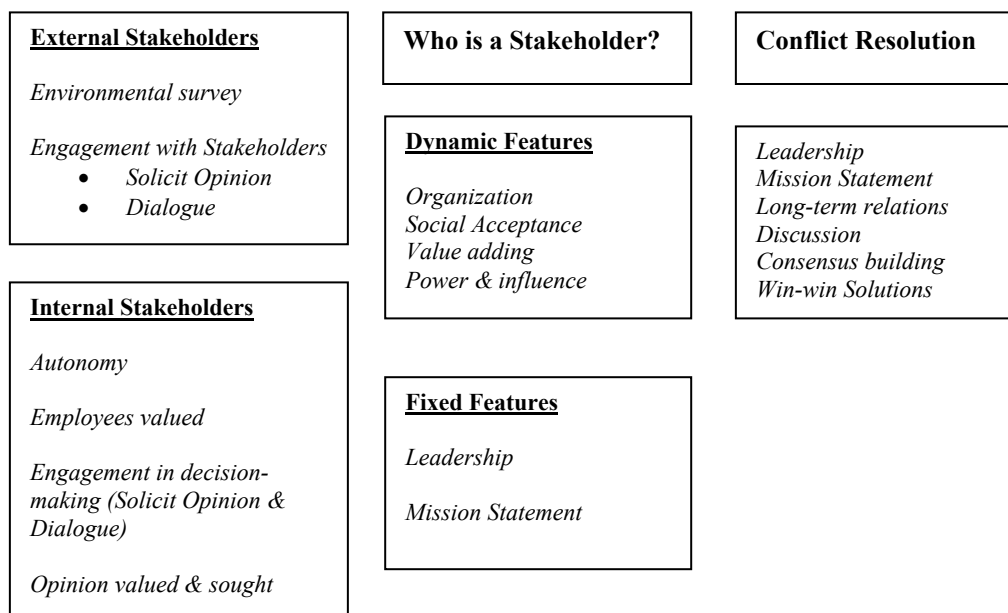 External Stakeholders
Environmental survey
Engagement with Stakeholders
• Solicit Opinion
• Dialogue
Internal Stakeholders
Autonomy
Employees valued
Engagement in decision-
making (Solicit Opinion &
Dialogue)
Opinion valued & sought
Who is a Stakeholder?
Dynamic Features
Organization
Social Acceptance
Value adding
Power & influence
Fixed Features
Leadership
Mission Statement
Conflict Resolution
Leadership
Mission Statement
Long-term relations
Discussion
Consensus building
Win-win Solutions